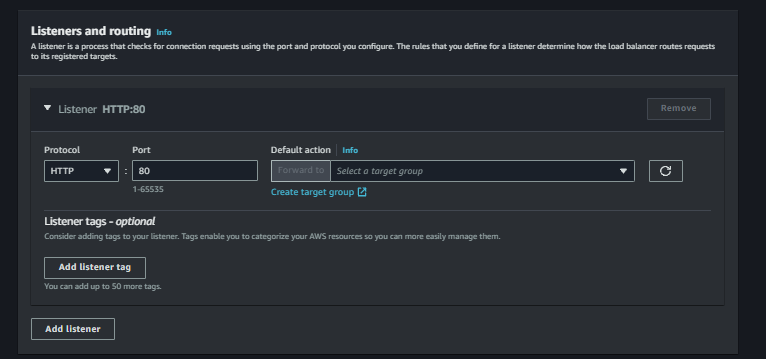 Listeners and routing Info
A listener is a process that checks for connection requests using the port and protocol you configure. The rules that you define for a listener determine how the load balancer routes requests
to its registered targets.
Listener HTTP:80
Remove
Protocol
Port
Default action
Info
HTTP
:
80
Forward to
Select a target group
1-65535
Create target group
Listener tags - optional
Consider adding tags to your listener. Tags enable you to categorize your AWS resources so you can more easily manage them.
Add listener tag
You can add up to 50 more tags.
Add listener